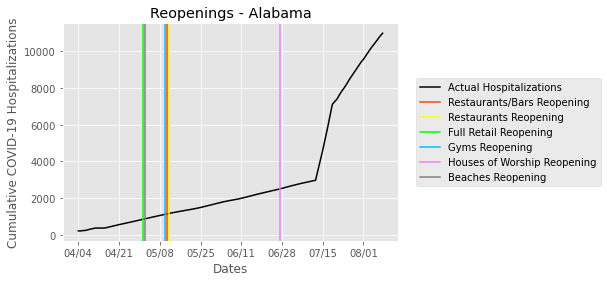 Reopenings - Alabama
Cumulative COVID-19 Hospitalizations
10000
8000
6000
4000
2000
0
04/04 04/21 05/08 05/25 06/11 06/28 07/15 08/01
Dates
Actual Hospitalizations
Restaurants/Bars Reopening
Restaurants Reopening
Full Retail Reopening
Gyms Reopening
Houses of Worship Reopening
Beaches Reopening